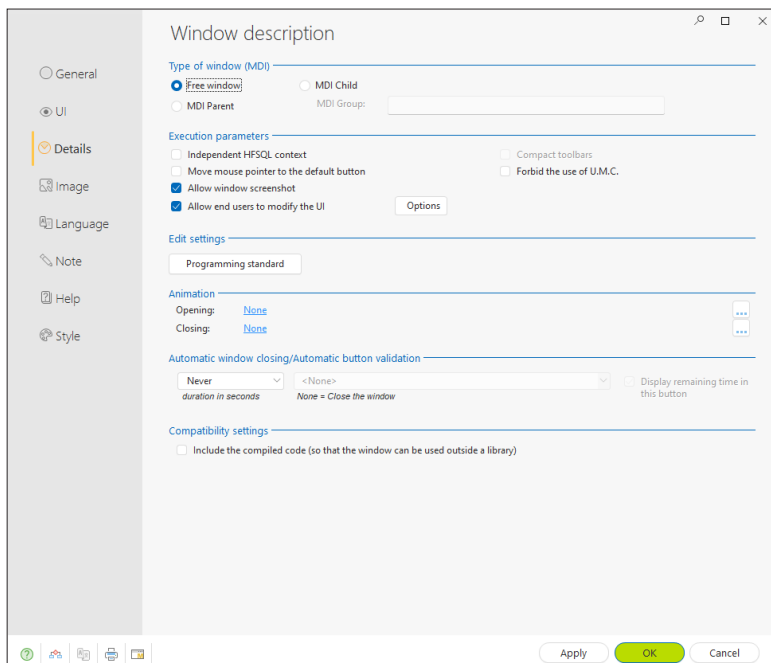 Window description
General
UI
Details
Image
Language
Note
Help
Style
Type of window (MDI)
Free window
MDI Child
MDI Parent
MDI Group:
Execution parameters
Independent HFSQL context
Compact toolbars
Move mouse pointer to the default button
Forbid the use of U.M.C.
Allow window screenshot
Allow end users to modify the UI
Options
Edit settings
Programming standard
Animation
Opening: None
...
Closing: None
...
Automatic window closing/Automatic button validation
Never
<None>
Display remaining time in
this button
duration in seconds
None = Close the window
Compatibility settings
Include the compiled code (so that the window can be used outside a library)
Apply
OK
Cancel